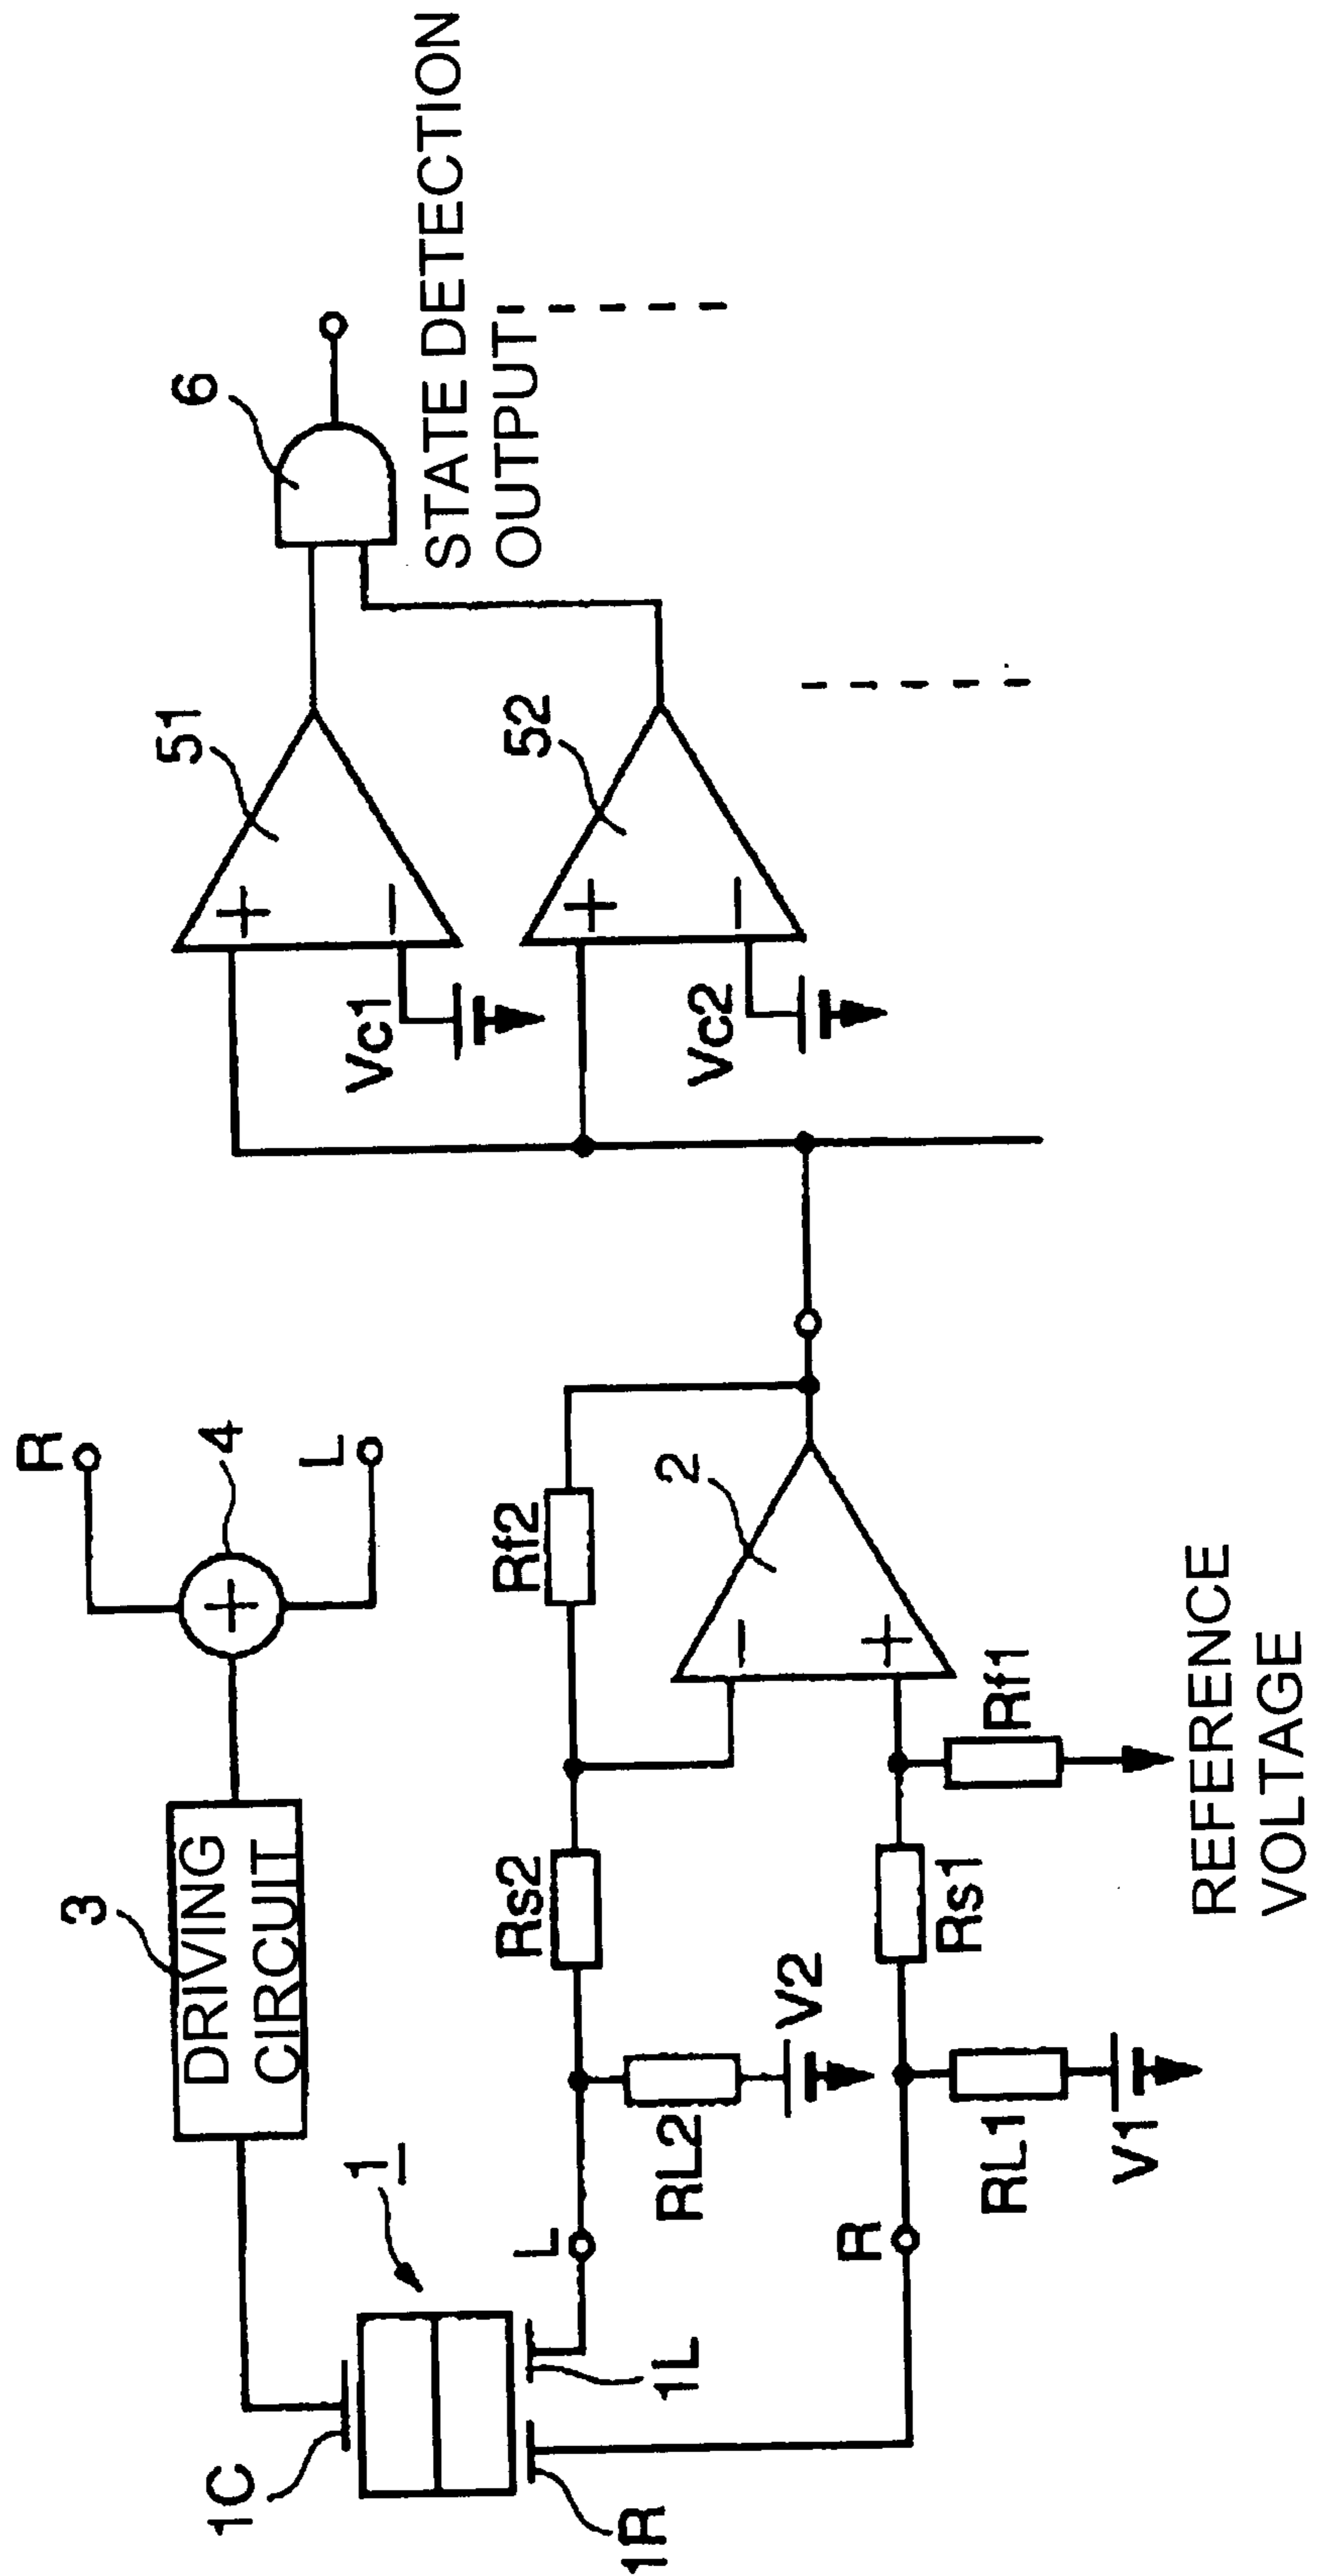 R
4
L
3
DRIVING
CIRCUIT
+
1C
1
1L
1R
L
R
RL2
V2
RL1
V1
Rs2
Rs1
Rf2
Rf1
REFERENCE
VOLTAGE
2
−
+
51
+
−
Vc1
52
+
−
Vc2
6
STATE DETECTION
OUTPUT